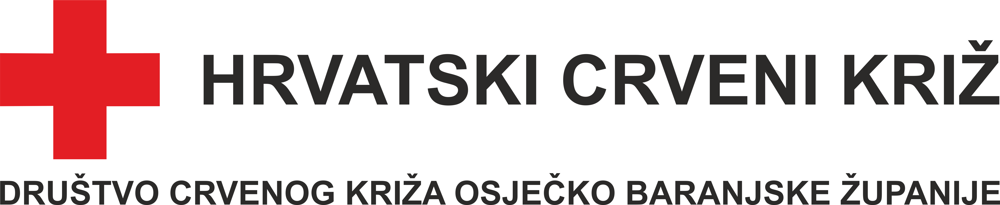 HRVATSKI CRVENI KRIŽ
DRUŠTVO CRVENOG KRIŽA OSJEČKO BARANJSKE ŽUPANIJE